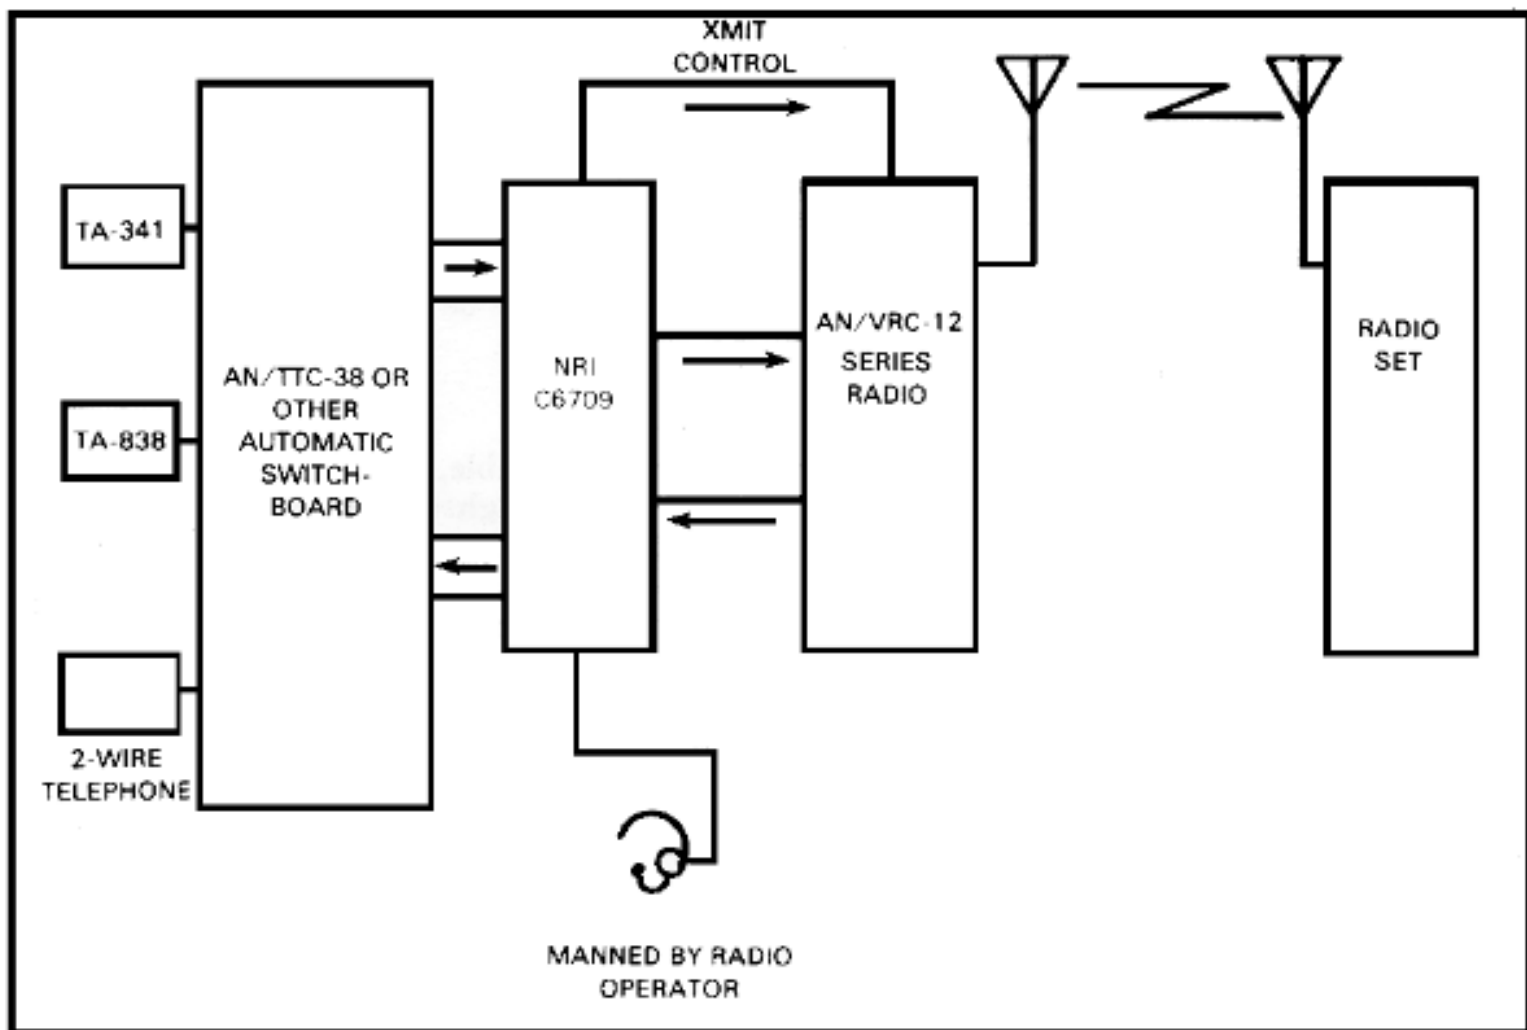 XMIT
CONTROL
TA-341
TA-838
2-WIRE
TELEPHONE
AN/TTC-38 OR
OTHER
AUTOMATIC
SWITCH-
BOARD
NRI
C6709
AN/VRC-12
SERIES
RADIO
RADIO
SET
MANNED BY RADIO
OPERATOR